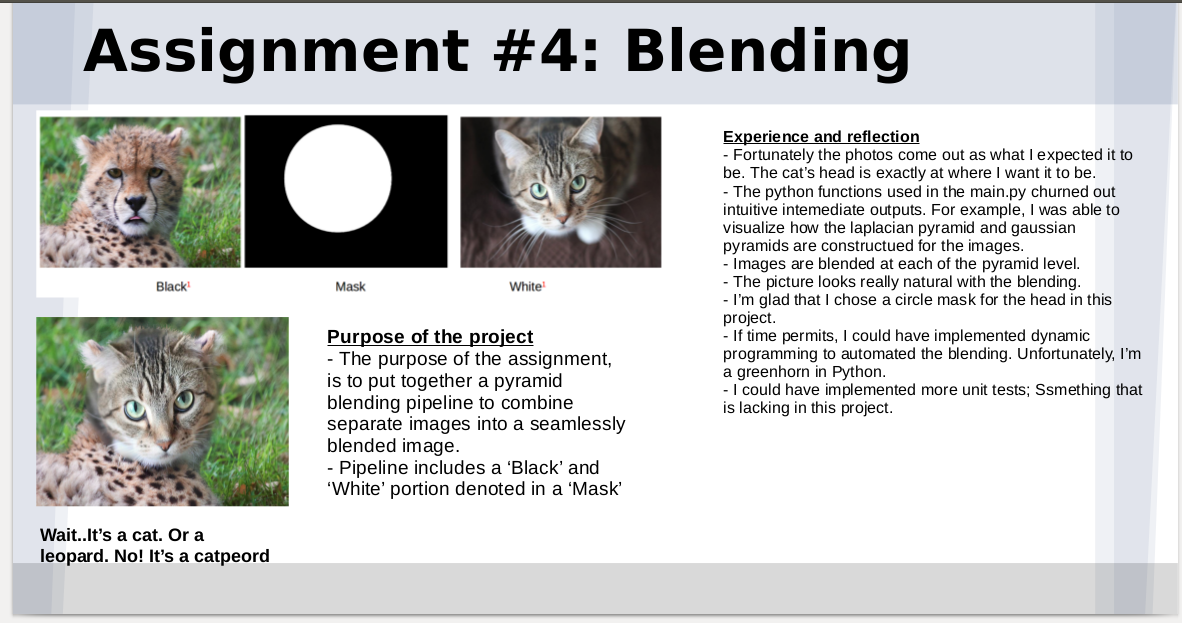 Assignment #4: Blending
Black1
Mask
White1
Wait..It’s a cat. Or a
leopard. No! It’s a catpeord
Purpose of the project
- The purpose of the assignment,
is to put together a pyramid
blending pipeline to combine
separate images into a seamlessly
blended image.
- Pipeline includes a ‘Black’ and
‘White’ portion denoted in a ‘Mask’
Experience and reflection
- Fortunately the photos come out as what I expected it to
be. The cat’s head is exactly at where I want it to be.
- The python functions used in the main.py churned out
intuitive intemediate outputs. For example, I was able to
visualize how the laplacian pyramid and gaussian
pyramids are constructued for the images.
- Images are blended at each of the pyramid level.
- The picture looks really natural with the blending.
- I’m glad that I chose a circle mask for the head in this
project.
- If time permits, I could have implemented dynamic
programming to automated the blending. Unfortunately, I’m
a greenhorn in Python.
- I could have implemented more unit tests; Ssmething that
is lacking in this project.